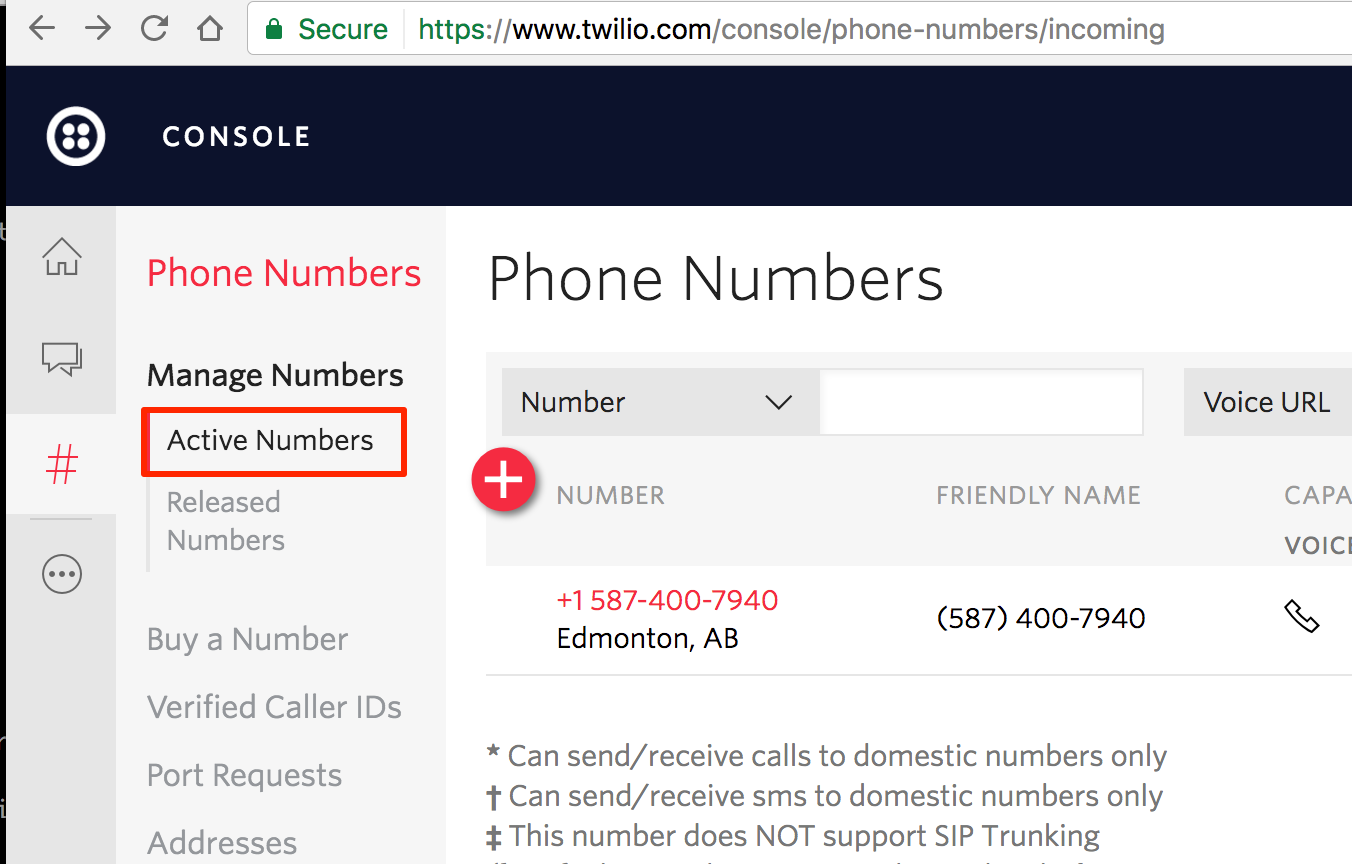 Secure https://www.twilio.com/console/phone-numbers/incoming
CONSOLE
Phone Numbers
Manage Numbers
Active Numbers
Released
Numbers
Buy a Number
Verified Caller IDs
Port Requests
Addresses
Phone Numbers
Number
Voice URL
NUMBER FRIENDLY NAME CAPA
VOICE
+1 587-400-7940
Edmonton, AB
(587) 400-7940
* Can send/receive calls to domestic numbers only
† Can send/receive sms to domestic numbers only
‡ This number does NOT support SIP Trunking